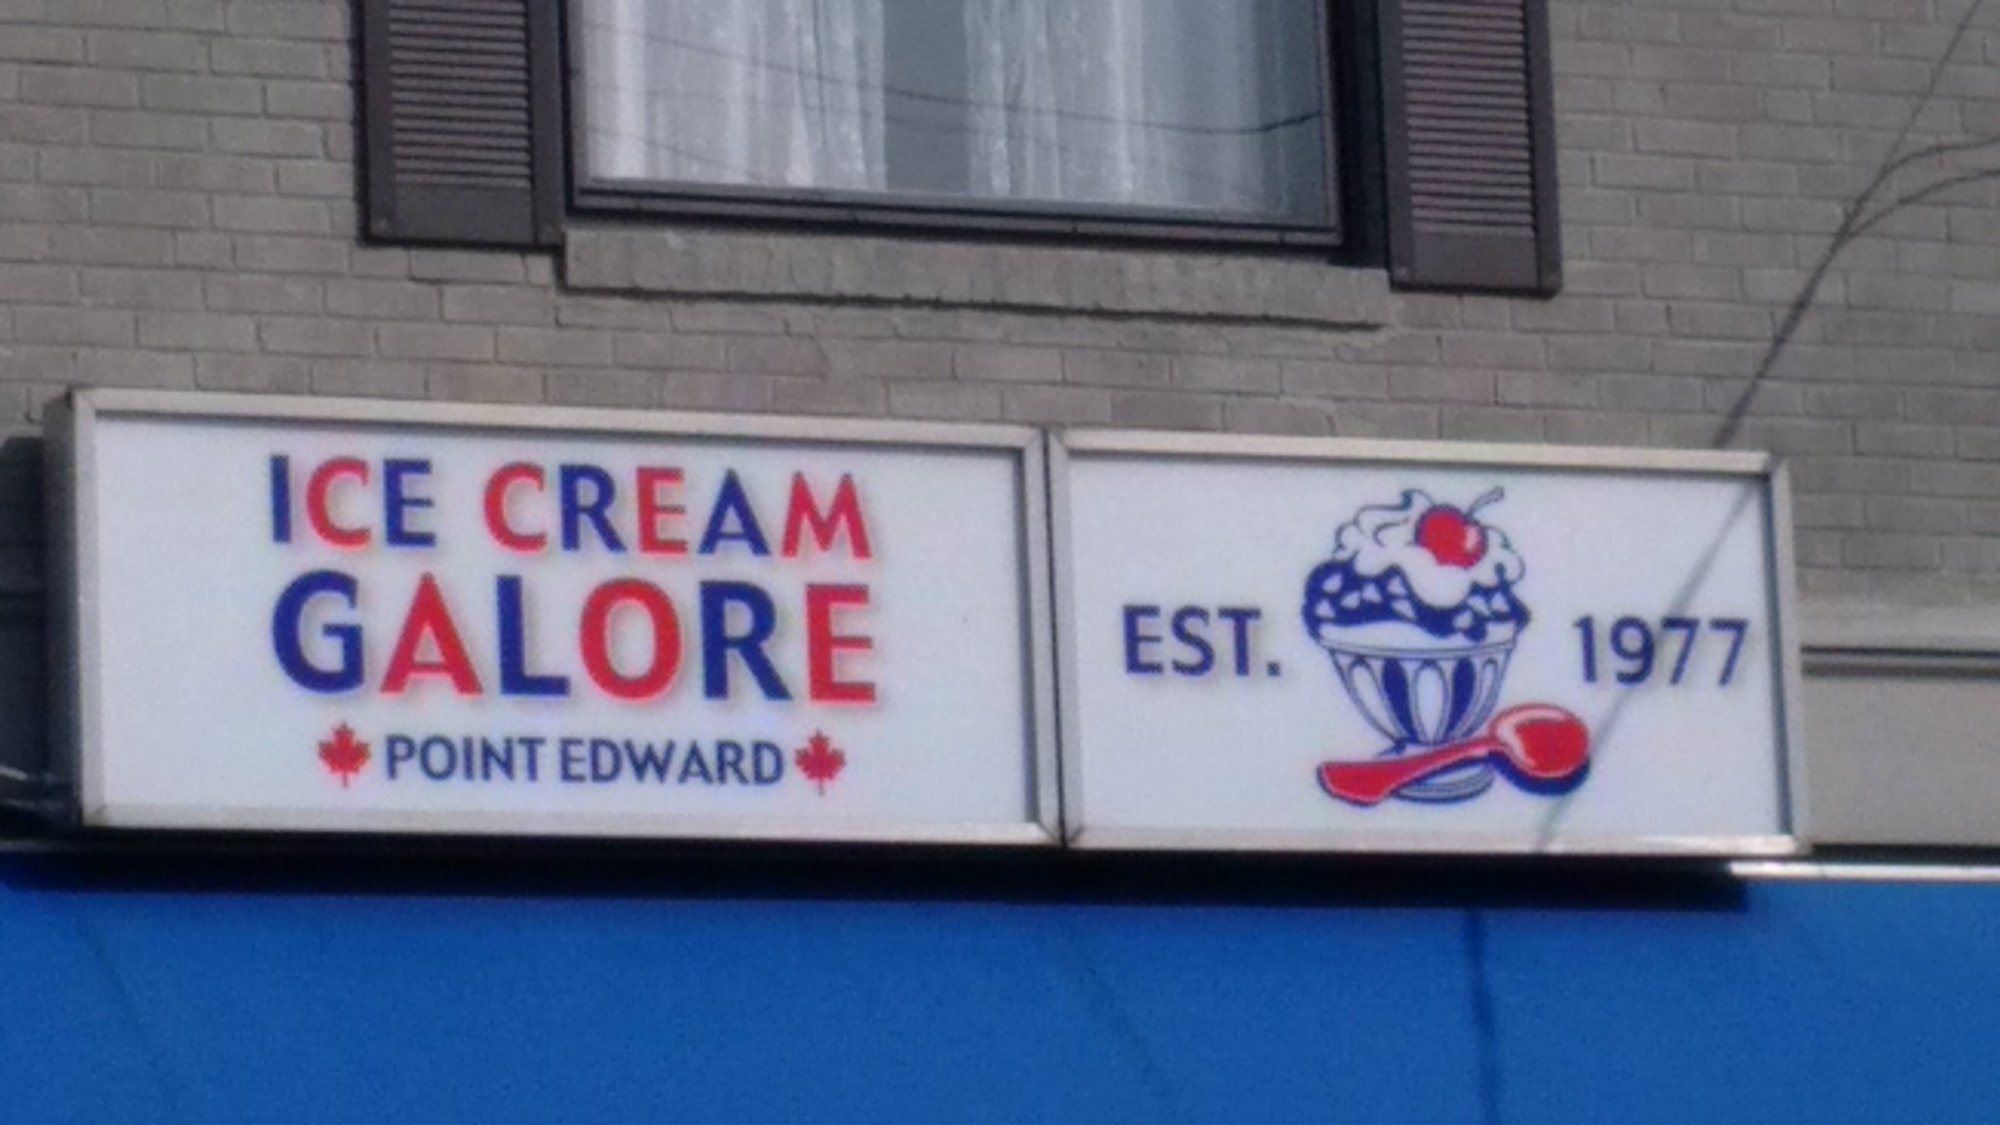 ICE CREAM
GALORE
POINT EDWARD
EST. 1977